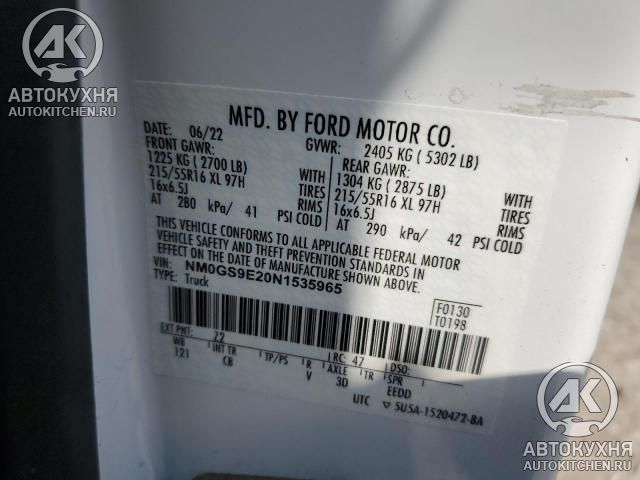 AK
АВТОКУХНЯ
AVTOKUHNYA.RU
MFD. BY FORD MOTOR CO.
DATE: 06/22 GVWR: 2405 KG ( 5302 LB)
FRONT GAWR: REAR GAWR:
1225 KG ( 2700 LB) WITH 1304 KG ( 2875 LB) WITH
215/55R16 XL 97H TIRES 215/55R16 XL 97H TIRES
16x6.5J RIMS 16x6.5J RIMS
AT 280 kPa/ 41 PSI COLD AT 290 kPa/ 42 PSI COLD
THIS VEHICLE CONFORMS TO ALL APPLICABLE FEDERAL MOTOR
VEHICLE SAFETY AND THEFT PREVENTION STANDARDS IN
EFFECT ON THE DATE OF MANUFACTURE SHOWN ABOVE.
VIN: NM0GS9E20N1535965
TYPE: Truck
F0130
T0198
EXT PNT: Z2 RC: 47 DSO:
WB INT TR TP/PS R AXLE TR SPR
121 CB V 3D EEDD
UTC 5U5A-1520472-BA
AK
АВТОКУХНЯ
AVTOKUHNYA.RU